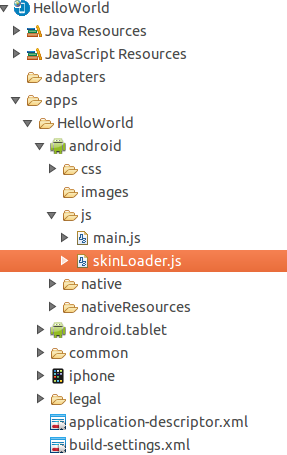 HelloWorld
Java Resources
JavaScript Resources
adapters
apps
HelloWorld
android
css
images
js
main.js
skinLoader.js
native
nativeResources
android.tablet
common
iphone
legal
application-descriptor.xml
build-settings.xml